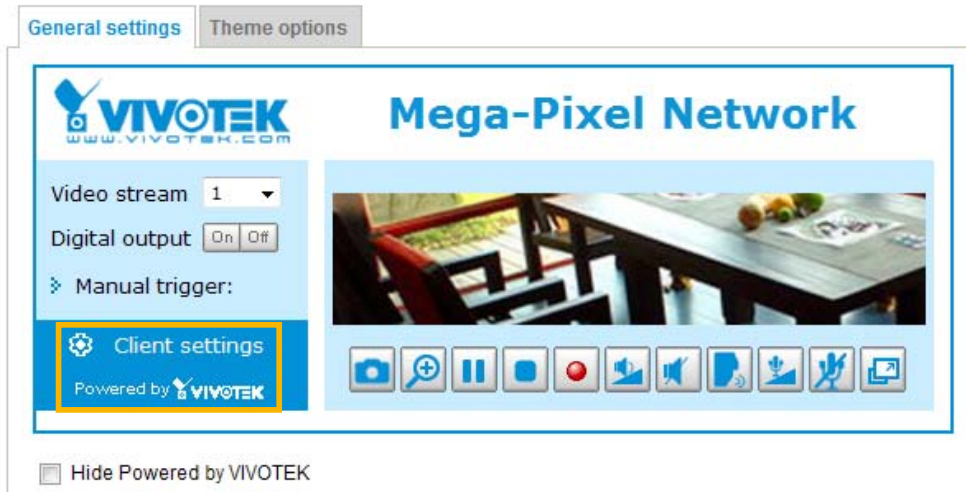 General settings Theme options
VIVOTEK
www.vivotek.com
Mega-Pixel Network
Video stream 1
Digital output On Off
Manual trigger:
Client settings
Powered by VIVOTEK
Hide Powered by VIVOTEK